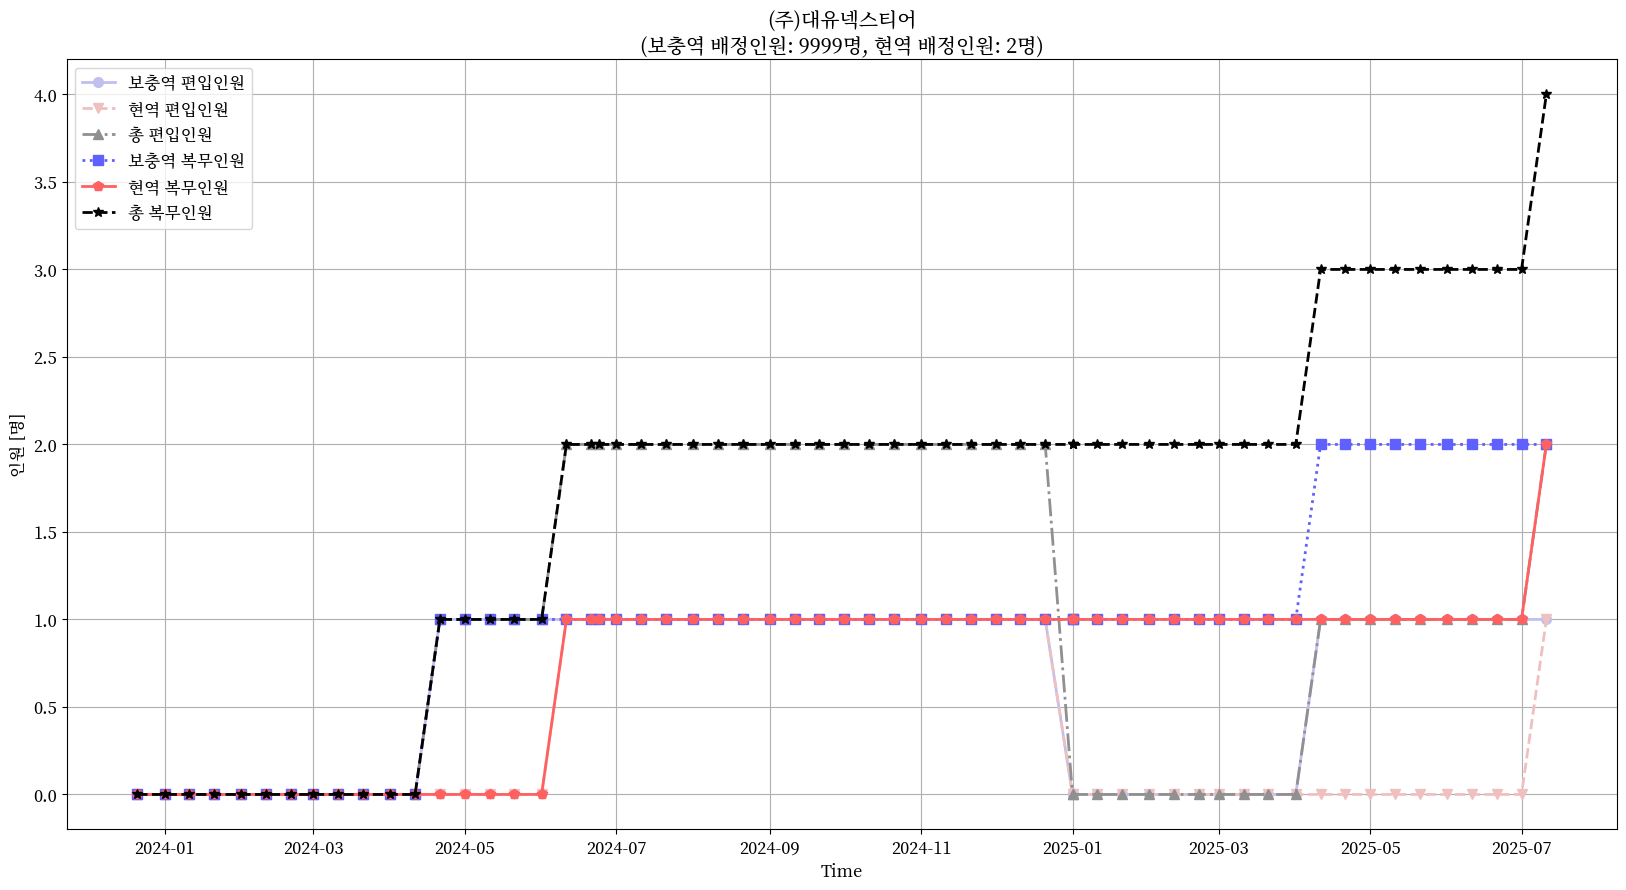 (주)대유넥스티어
(보충역 배정인원: 9999명, 현역 배정인원: 2명)
보충역 편입인원
현역 편입인원
총 편입인원
보충역 복무인원
현역 복무인원
총 복무인원
4.0
3.5
3.0
2.5
2.0
1.5
1.0
0.5
0.0
인원 [명]
2024-01 2024-03 2024-05 2024-07 2024-09 2024-11 2025-01 2025-03 2025-05 2025-07
Time